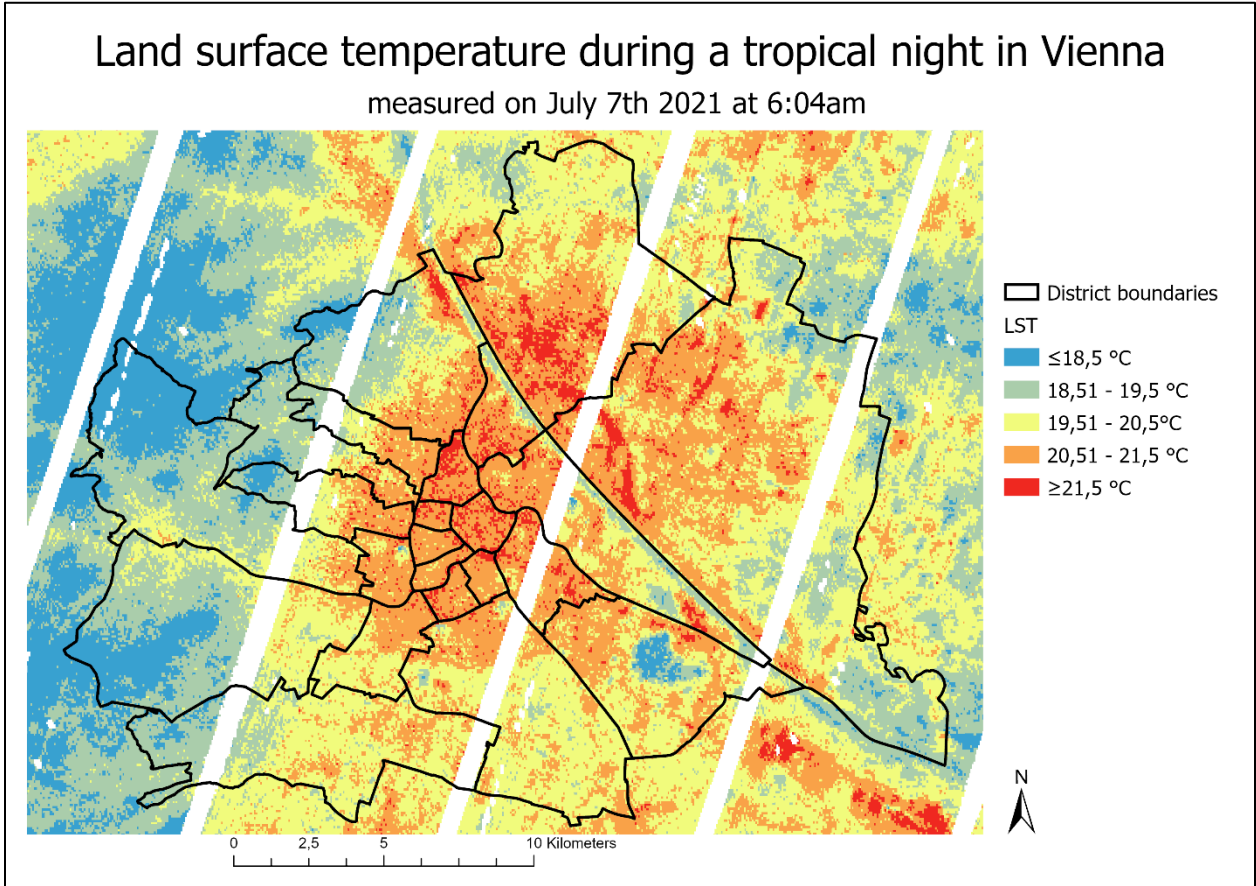 Land surface temperature during a tropical night in Vienna
measured on July 7th 2021 at 6:04am
District boundaries
LST
≤18,5 °C
18,51 - 19,5 °C
19,51 - 20,5°C
20,51 - 21,5 °C
≥21,5 °C
N
0 2,5 5 10 Kilometers